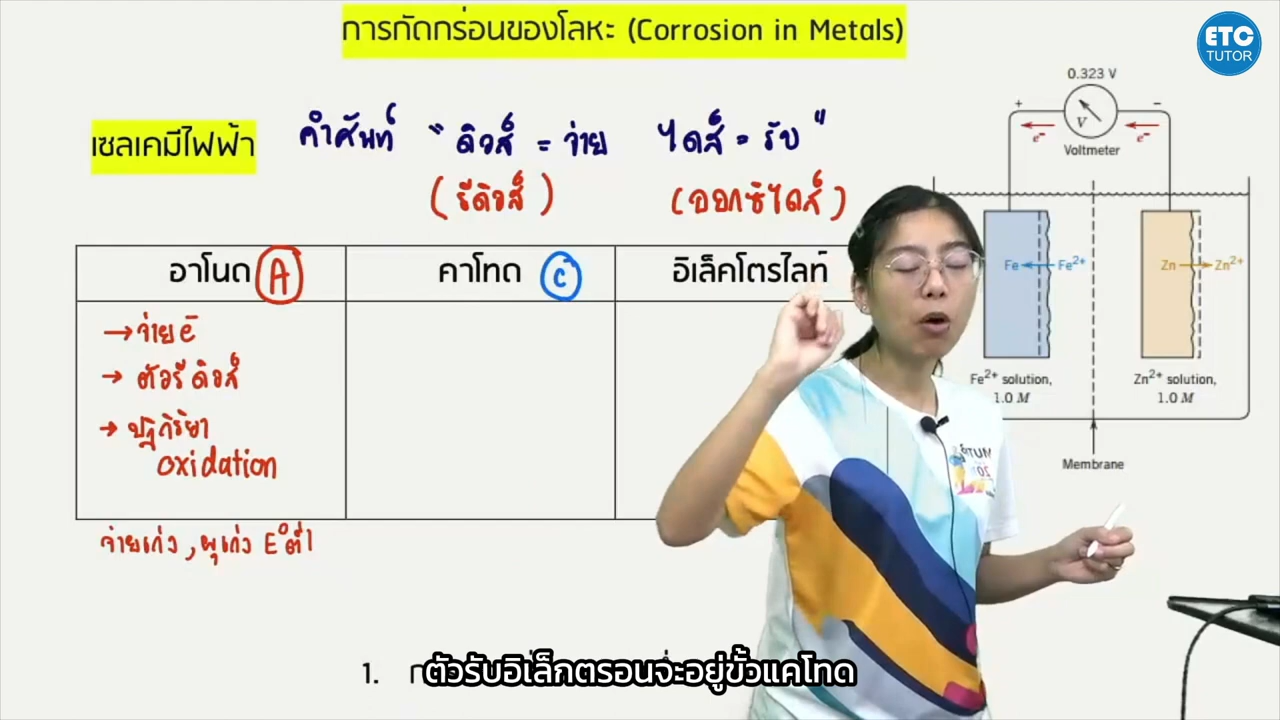 การกัดกร่อนของโลหะ (Corrosion in Metals)
ETC
TUTOR
เซลเคมีไฟฟ้า
คำศัพท์ "ดิวส์ = จ่าย ไดส์ = รับ"
(รีดิวส์) (ออกซิไดส์)
0.323 V
+ −
e⁻ V e⁻
Voltmeter
อาโนด A
คาโทด C
อิเล็คโตรไลท์
→ จ่าย e⁻
→ ตัวรีดิวส์
→ ปฏิกิริยา
oxidation
จ่ายเก่ง, ผุเก่ง E° ต่ำ
Fe Fe²⁺
Zn Zn²⁺
Fe²⁺ solution,
1.0 M
Zn²⁺ solution,
1.0 M
Membrane
1.
ตัวรับอิเล็กตรอนจะอยู่ขั้วแคโทด